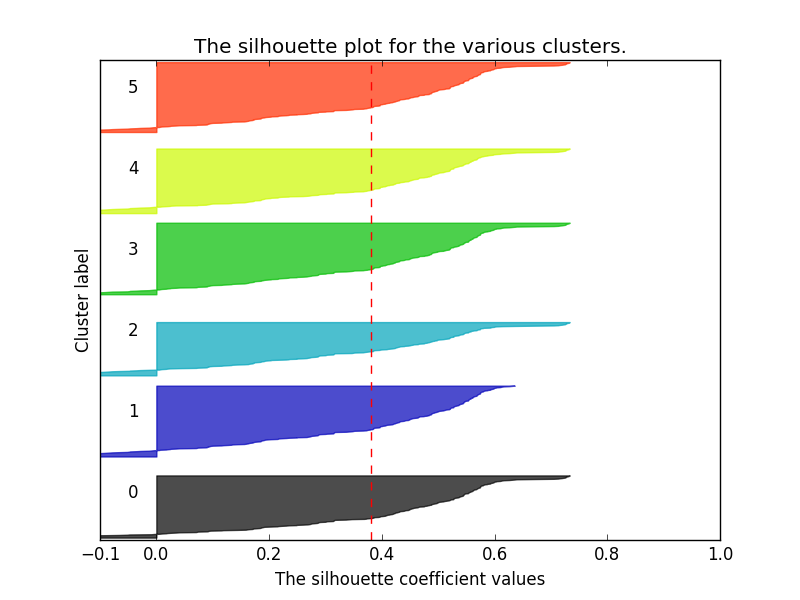 The silhouette plot for the various clusters.
5
4
3
2
1
0
Cluster label
−0.1 0.0 0.2 0.4 0.6 0.8 1.0
The silhouette coefficient values